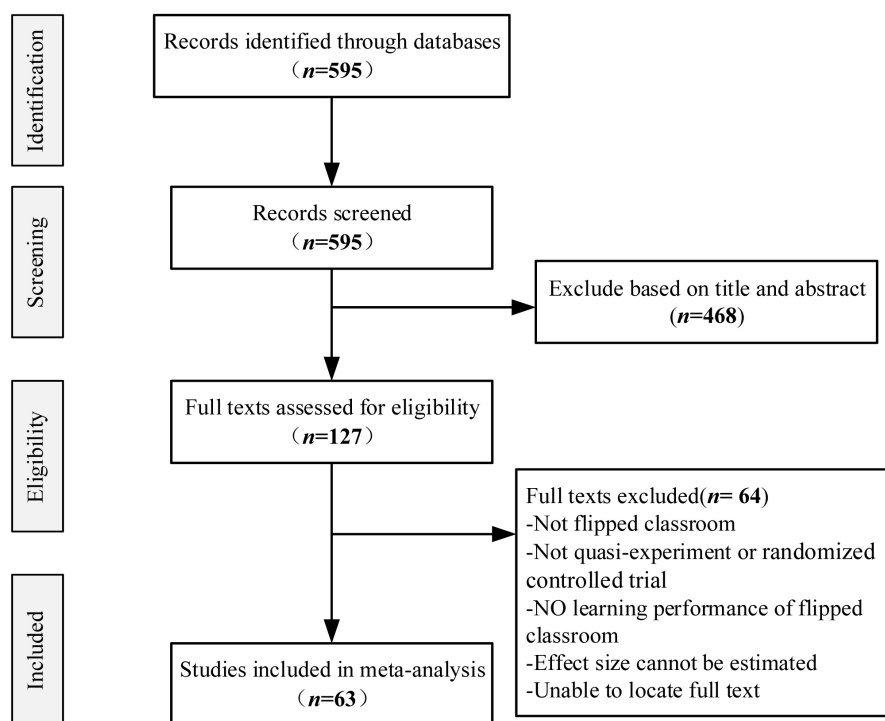 Identification
Records identified through databases
（n=595）
Screening
Records screened
（n=595）
Exclude based on title and abstract
(n=468)
Eligibility
Full texts assessed for eligibility
（n=127）
Full texts excluded(n= 64)
-Not flipped classroom
-Not quasi-experiment or randomized
controlled trial
-NO learning performance of flipped
classroom
-Effect size cannot be estimated
-Unable to locate full text
Included
Studies included in meta-analysis
（n=63）